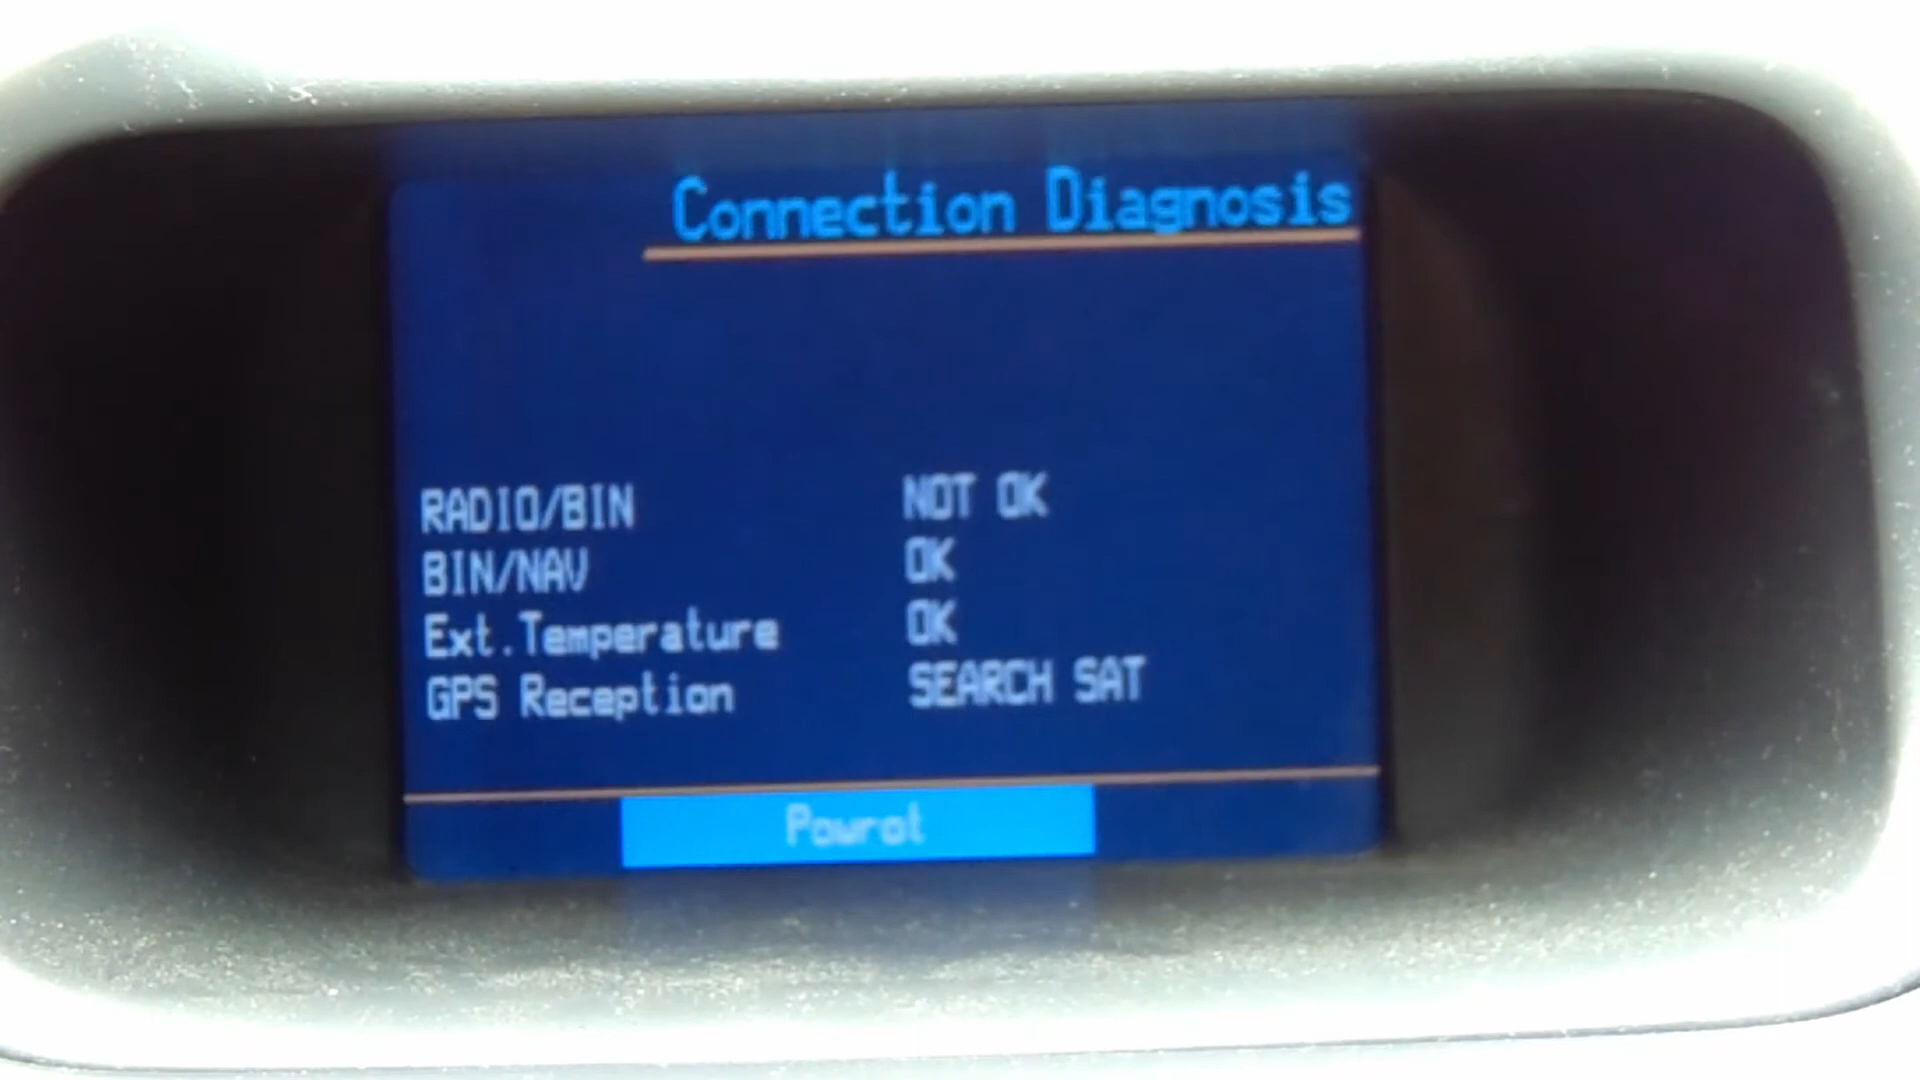 Connection Diagnosis
RADIO/BIN NOT OK
BIN/NAV OK
Ext.Temperature OK
GPS Reception SEARCH SAT
Powrot